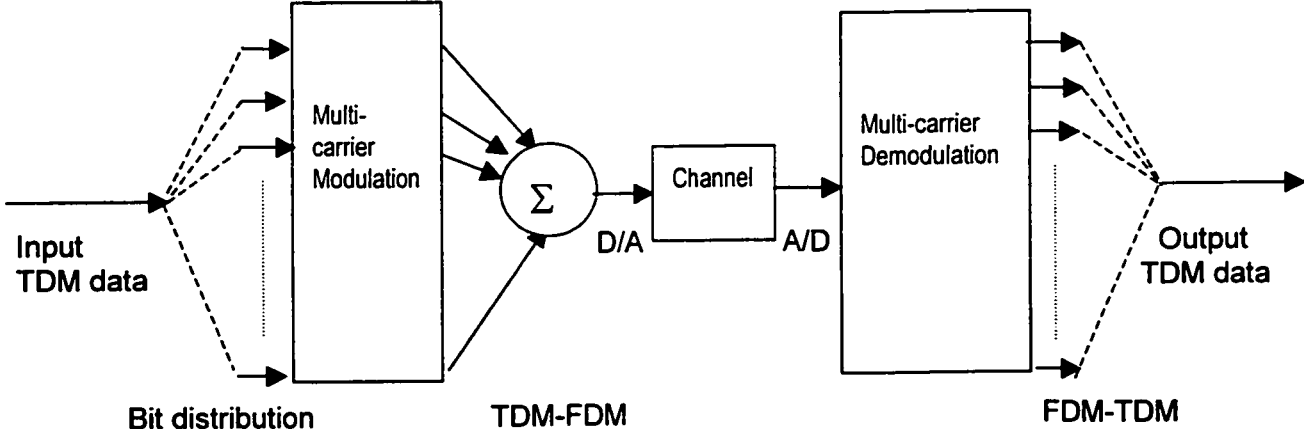 Input
TDM data
Bit distribution
Multi-
carrier
Modulation
TDM-FDM
Σ
D/A
Channel
A/D
Multi-carrier
Demodulation
FDM-TDM
Output
TDM data